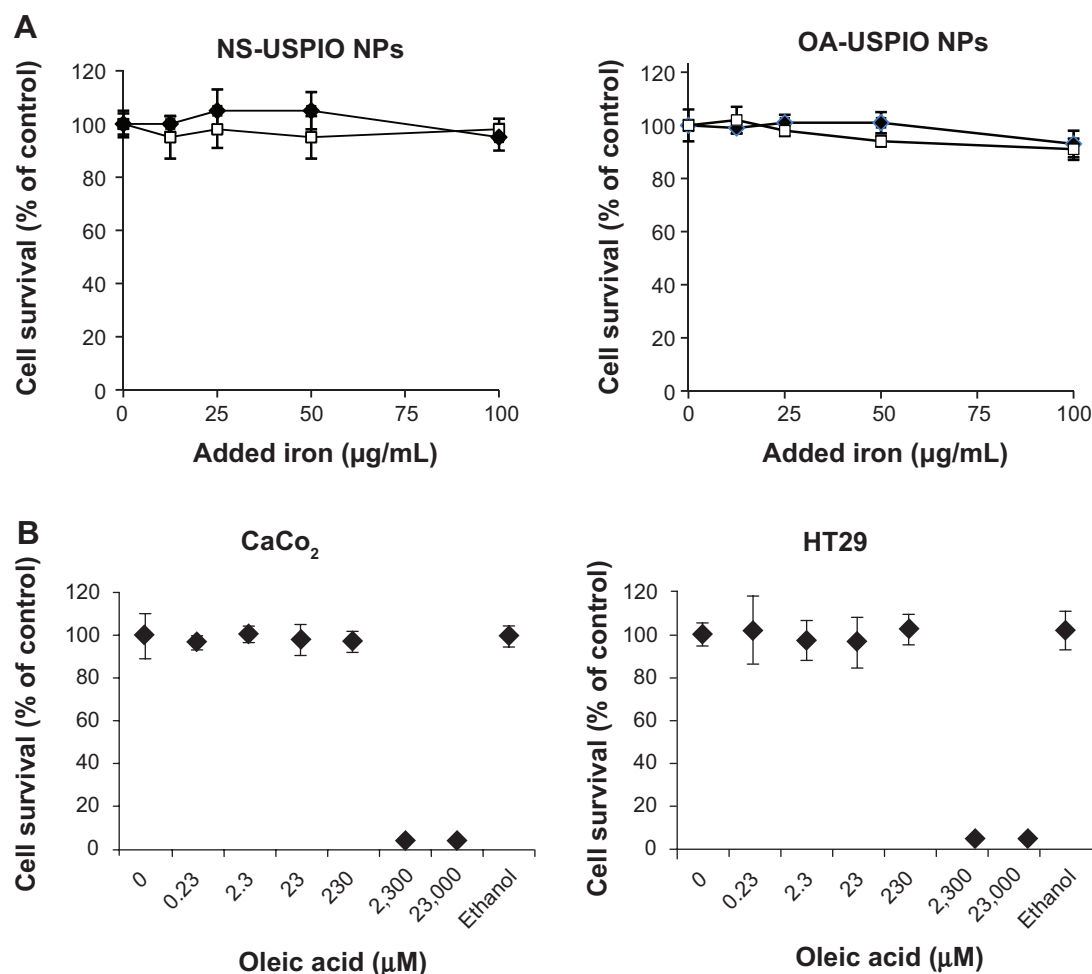 A
NS-USPIO NPs
Cell survival (% of control)
120
100
80
60
40
20
0
0 25 50 75 100
Added iron (µg/mL)
OA-USPIO NPs
Cell survival (% of control)
120
100
80
60
40
20
0
0 25 50 75 100
Added iron (µg/mL)
B
CaCo₂
Cell survival (% of control)
120
100
80
60
40
20
0
0 0.23 2.3 23 230 2,300 23,000 Ethanol
Oleic acid (µM)
HT29
Cell survival (% of control)
120
100
80
60
40
20
0
0 0.23 2.3 23 230 2,300 23,000 Ethanol
Oleic acid (µM)